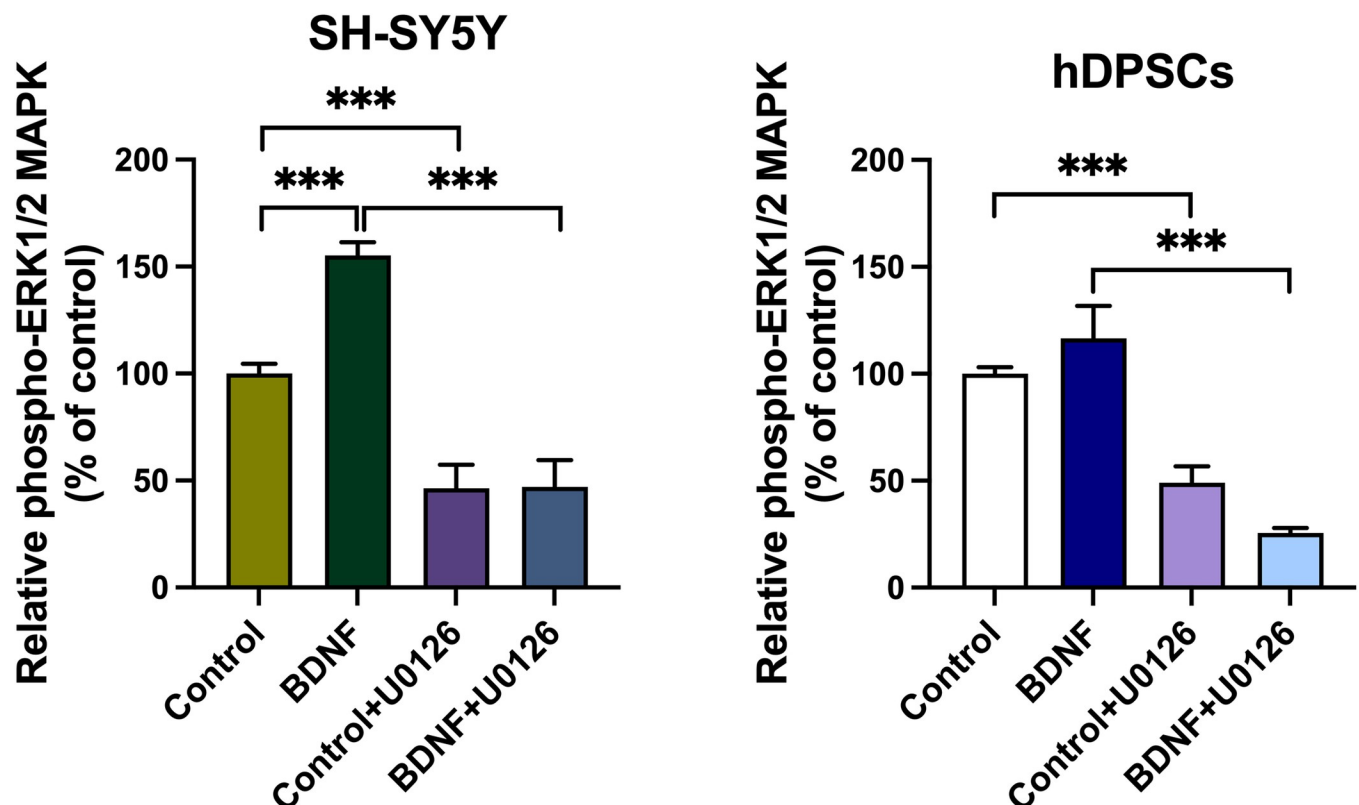 SH-SY5Y
Relative phospho-ERK1/2 MAPK
(% of control)
***
***
***
200
150
100
50
0
Control
BDNF
Control+U0126
BDNF+U0126
hDPSCs
Relative phospho-ERK1/2 MAPK
(% of control)
***
***
200
150
100
50
0
Control
BDNF
Control+U0126
BDNF+U0126